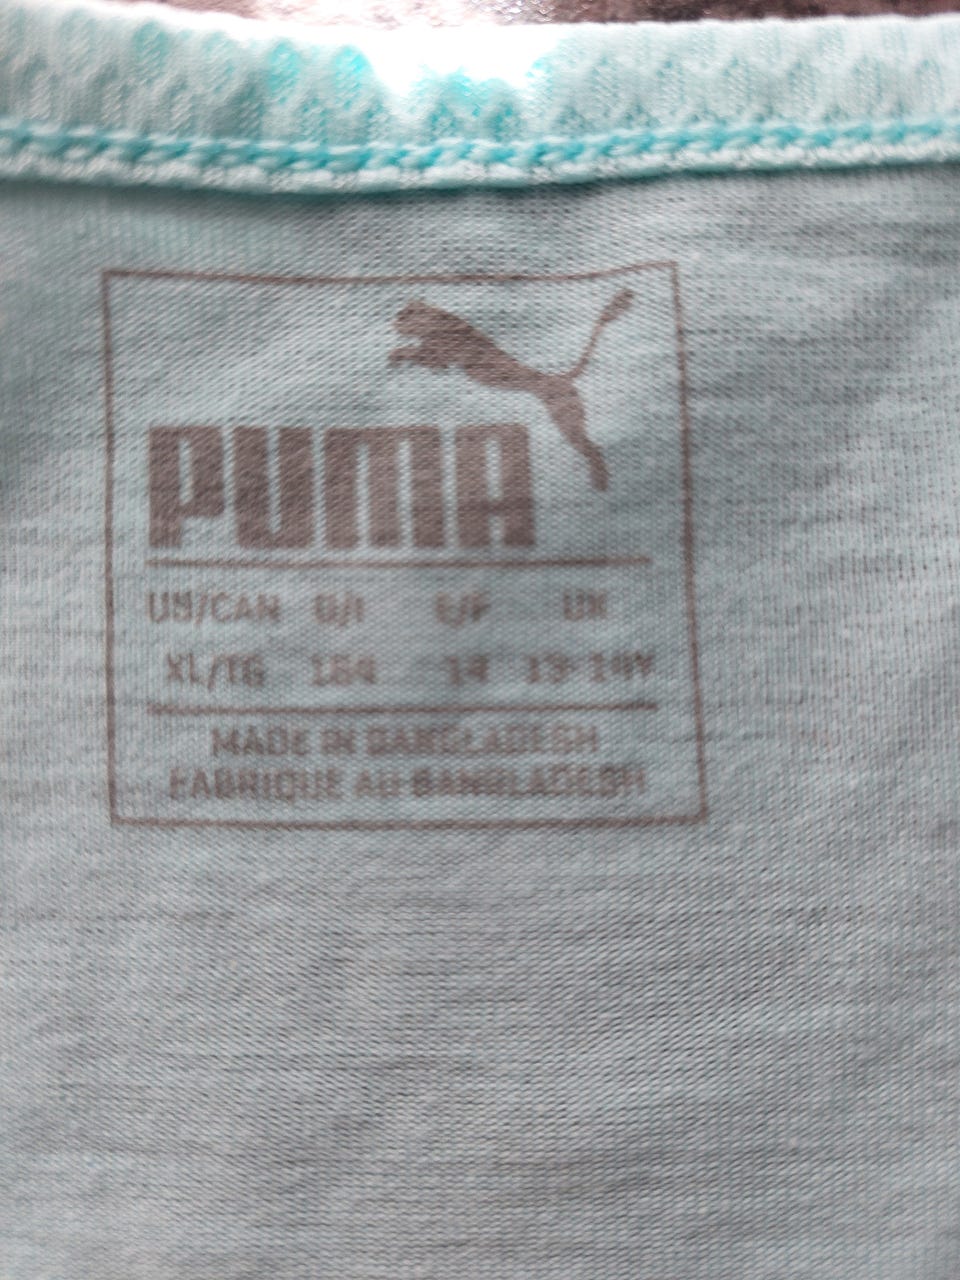 PUMA
US/CAN D/I E/F UK
XL/TG 164 14 13-14Y
MADE IN BANGLADESH
FABRIQUE AU BANGLADESH